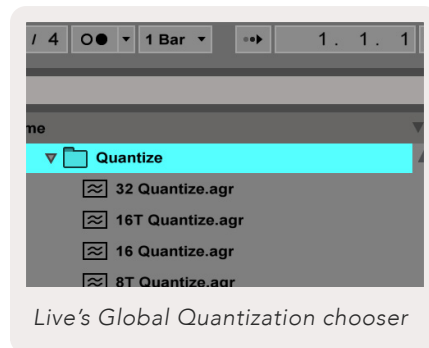 / 4 1 Bar 1. 1. 1
me
Quantize
32 Quantize.agr
16T Quantize.agr
16 Quantize.agr
8T Quantize.agr
Live's Global Quantization chooser